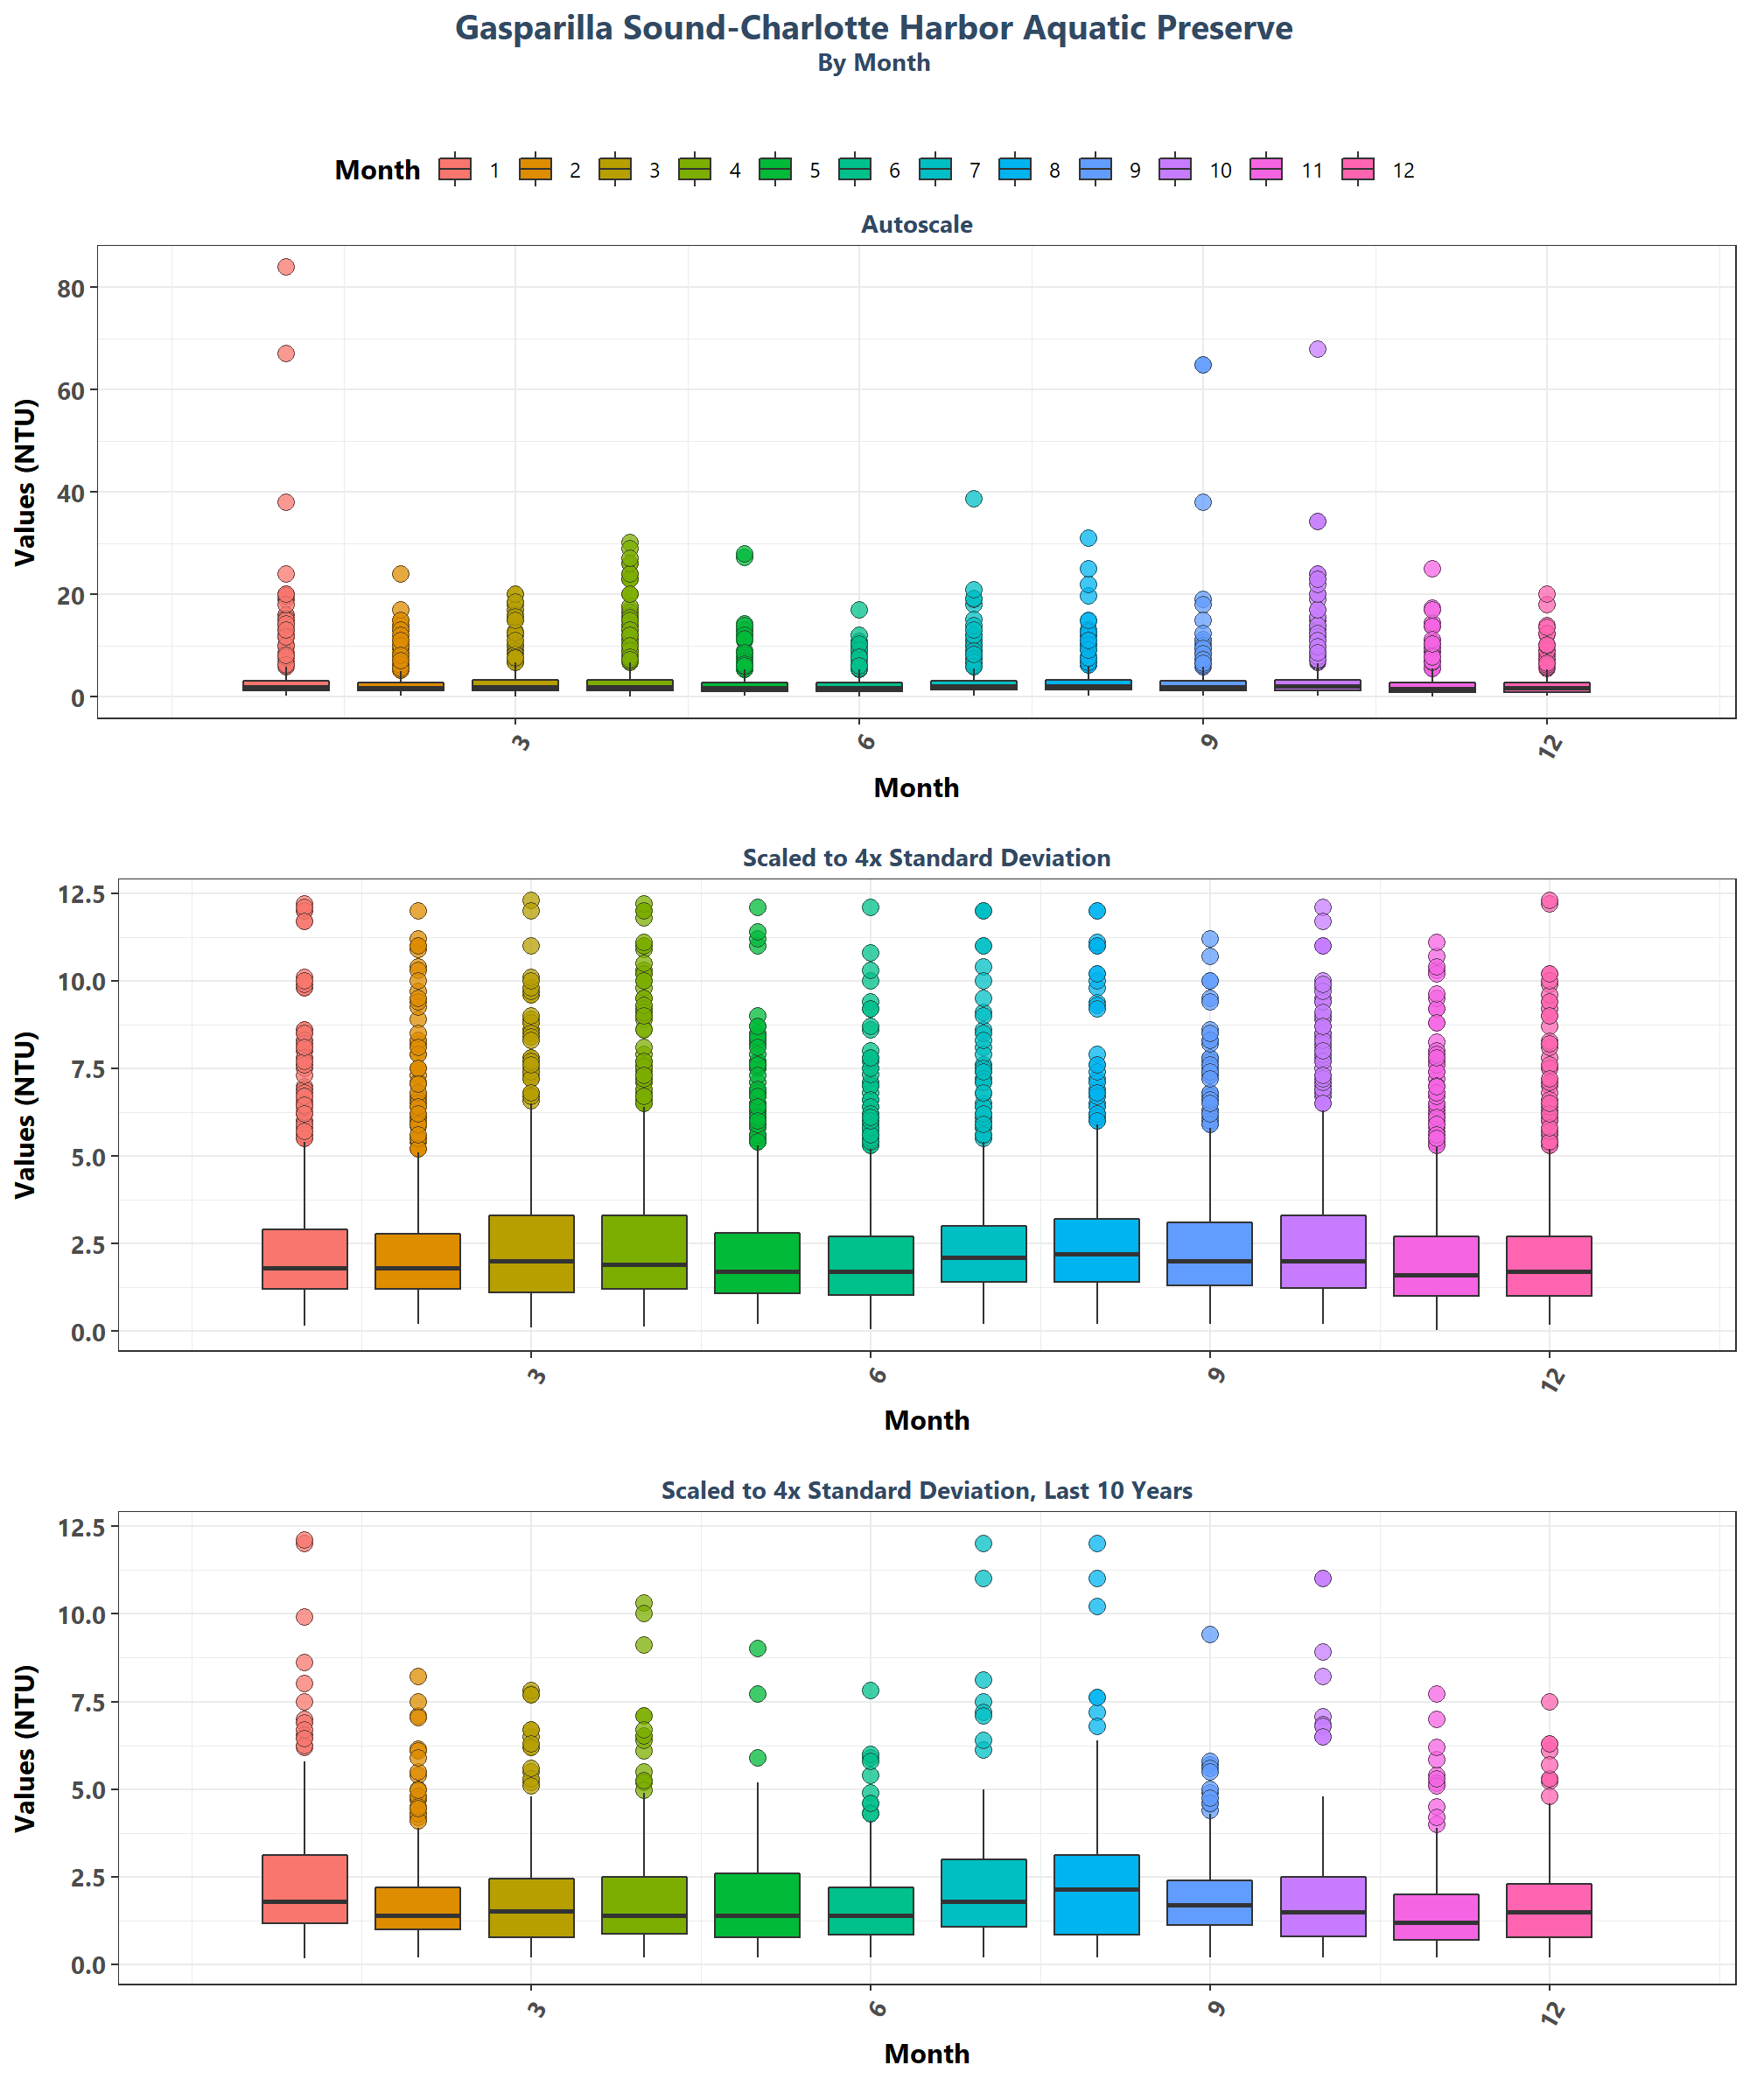 Gasparilla Sound-Charlotte Harbor Aquatic Preserve
By Month
Month 1 2 3 4 5 6 7 8 9 10 11 12
Autoscale
Values (NTU)
80
60
40
20
0
3 6 9 12
Month
Scaled to 4x Standard Deviation
Values (NTU)
12.5
10.0
7.5
5.0
2.5
0.0
3 6 9 12
Month
Scaled to 4x Standard Deviation, Last 10 Years
Values (NTU)
12.5
10.0
7.5
5.0
2.5
0.0
3 6 9 12
Month